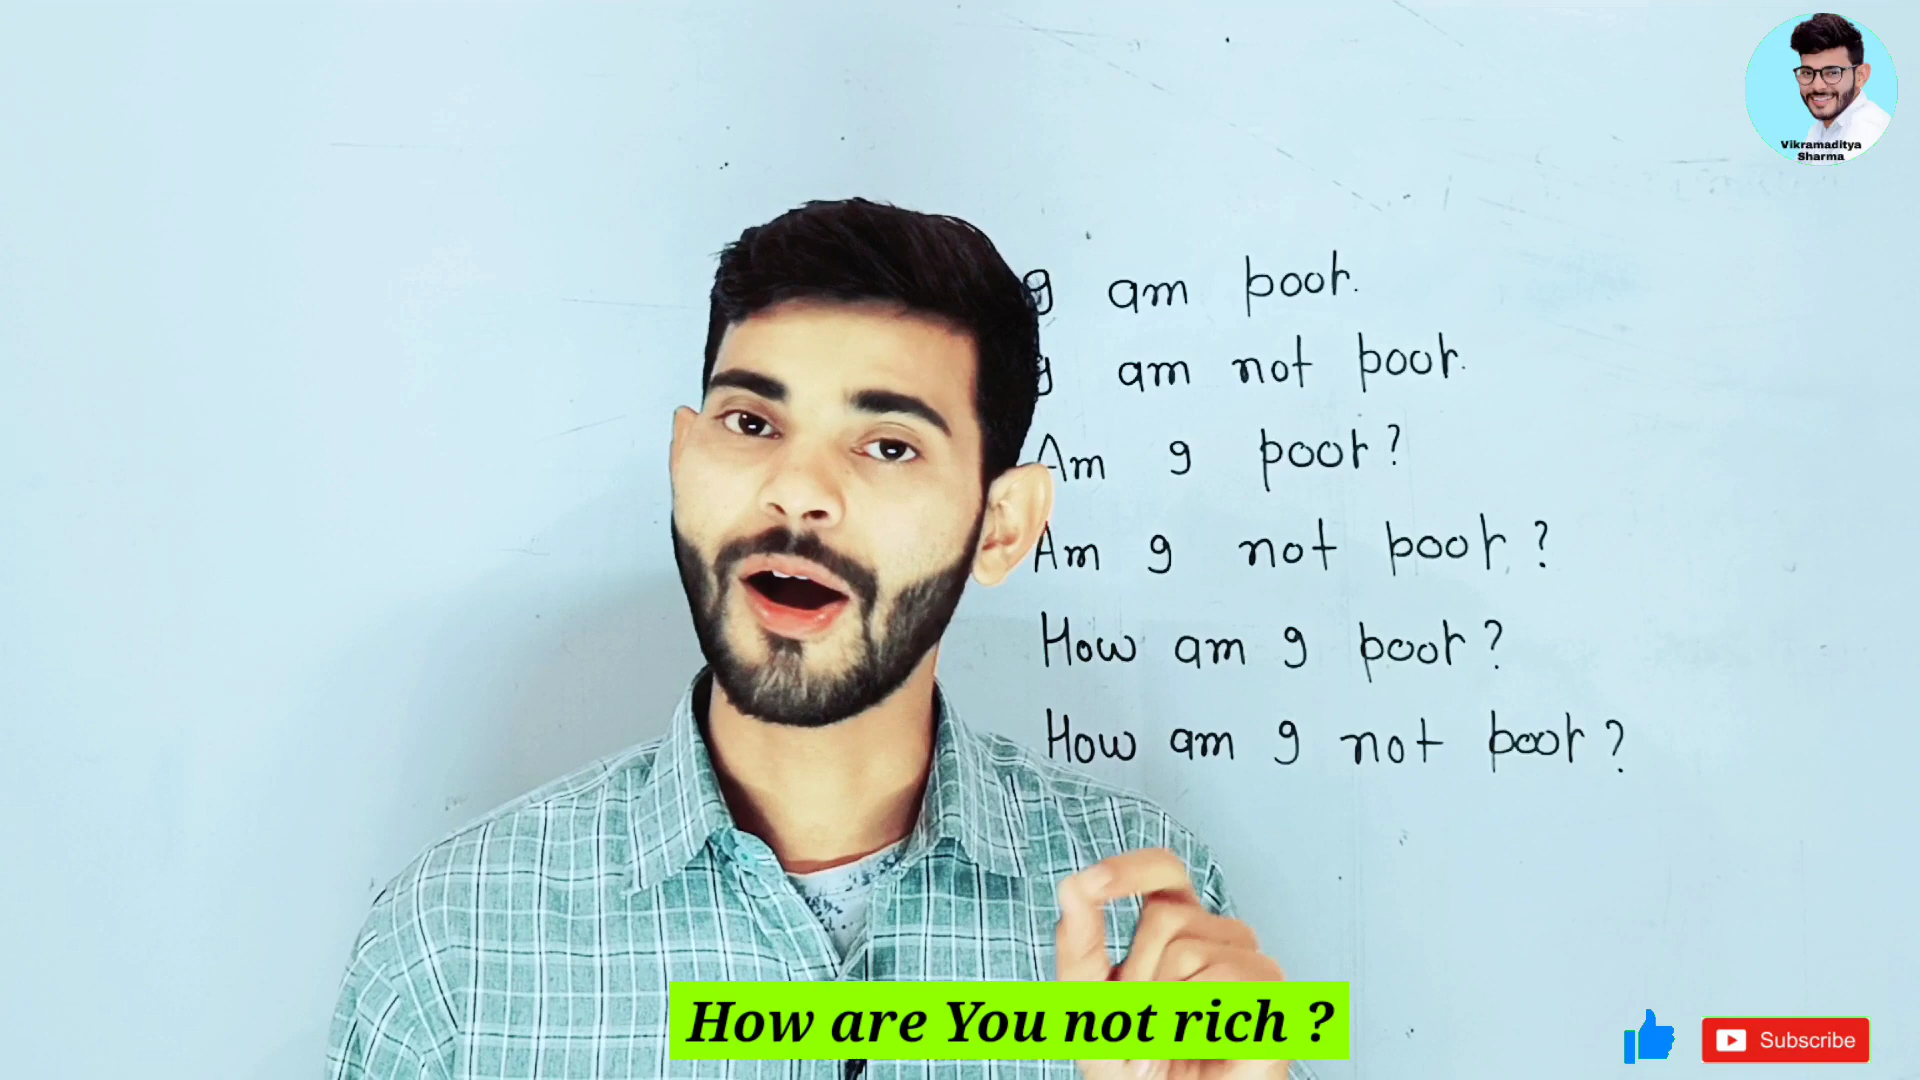 Vikramaditya
Sharma
I am poor.
I am not poor.
Am I poor?
Am I not poor?
How am I poor?
How am I not poor?
How are You not rich ?
Subscribe